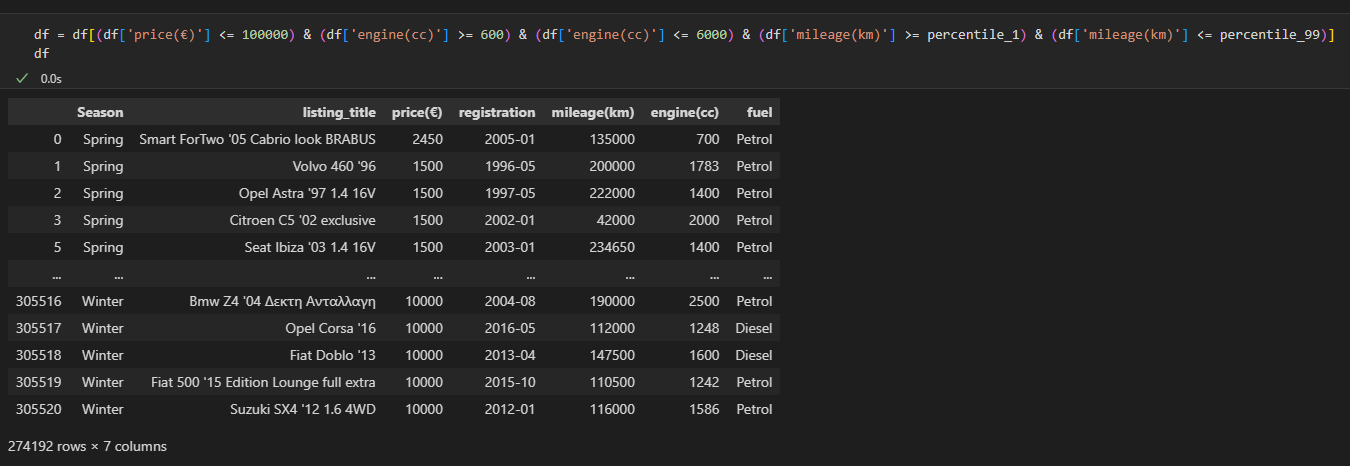 df = df[(df['price(€)'] <= 100000) & (df['engine(cc)'] >= 600) & (df['engine(cc)'] <= 6000) & (df['mileage(km)'] >= percentile_1) & (df['mileage(km)'] <= percentile_99)]
df
✓ 0.0s
Season listing_title price(€) registration mileage(km) engine(cc) fuel
0 Spring Smart ForTwo '05 Cabrio look BRABUS 2450 2005-01 135000 700 Petrol
1 Spring Volvo 460 '96 1500 1996-05 200000 1783 Petrol
2 Spring Opel Astra '97 1.4 16V 1500 1997-05 222000 1400 Petrol
3 Spring Citroen C5 '02 exclusive 1500 2002-01 42000 2000 Petrol
5 Spring Seat Ibiza '03 1.4 16V 1500 2003-01 234650 1400 Petrol
... ... ... ... ... ... ... ...
305516 Winter Bmw Z4 '04 Δεκτη Ανταλλαγη 10000 2004-08 190000 2500 Petrol
305517 Winter Opel Corsa '16 10000 2016-05 112000 1248 Diesel
305518 Winter Fiat Doblo '13 10000 2013-04 147500 1600 Diesel
305519 Winter Fiat 500 '15 Edition Lounge full extra 10000 2015-10 110500 1242 Petrol
305520 Winter Suzuki SX4 '12 1.6 4WD 10000 2012-01 116000 1586 Petrol
274192 rows × 7 columns